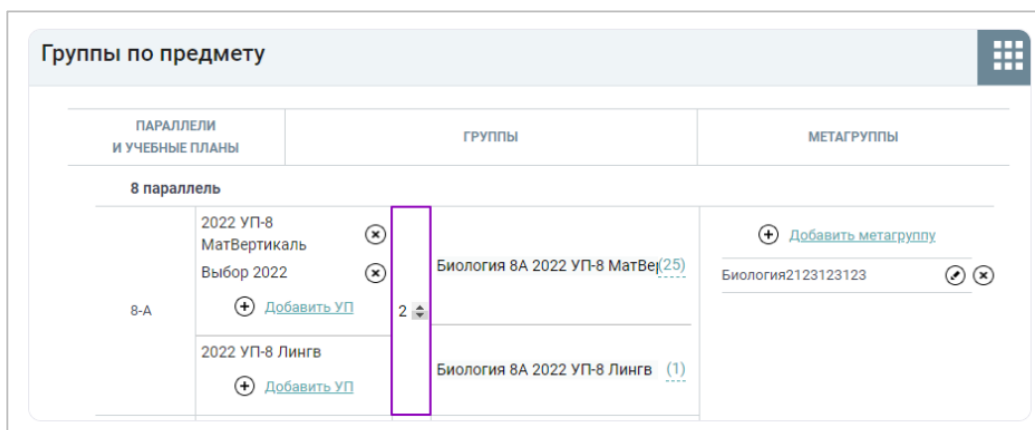 Группы по предмету
ПАРАЛЛЕЛИ
И УЧЕБНЫЕ ПЛАНЫ
ГРУППЫ
МЕТАГРУППЫ
8 параллель
8-А
2022 УП-8
МатВертикаль
Выбор 2022
Добавить УП
2022 УП-8 Лингв
Добавить УП
2
Биология 8А 2022 УП-8 МатВер(25)
Биология 8А 2022 УП-8 Лингв (1)
Добавить метагруппу
Биология2123123123